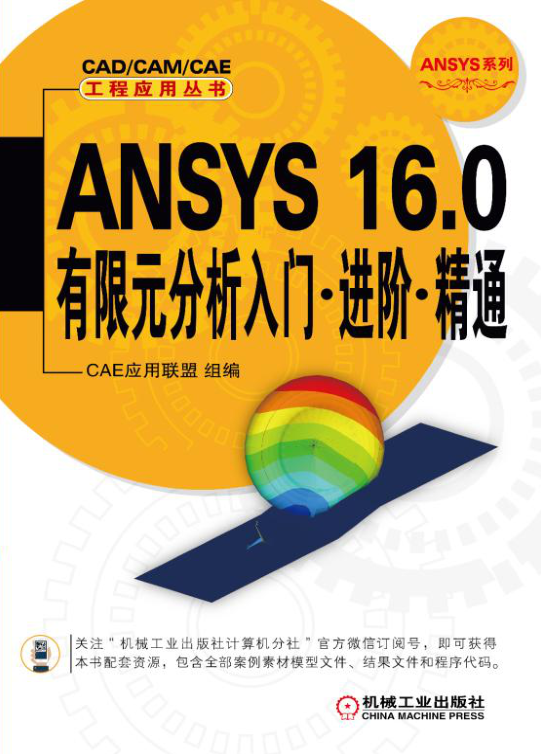 CAD/CAM/CAE
工程应用丛书
ANSYS系列
ANSYS 16.0
有限元分析入门·进阶·精通
CAE应用联盟 组编
关注“机械工业出版社计算机分社”官方微信订阅号，即可获得
本书配套资源，包含全部案例素材模型文件、结果文件和程序代码。
机械工业出版社
CHINA MACHINE PRESS